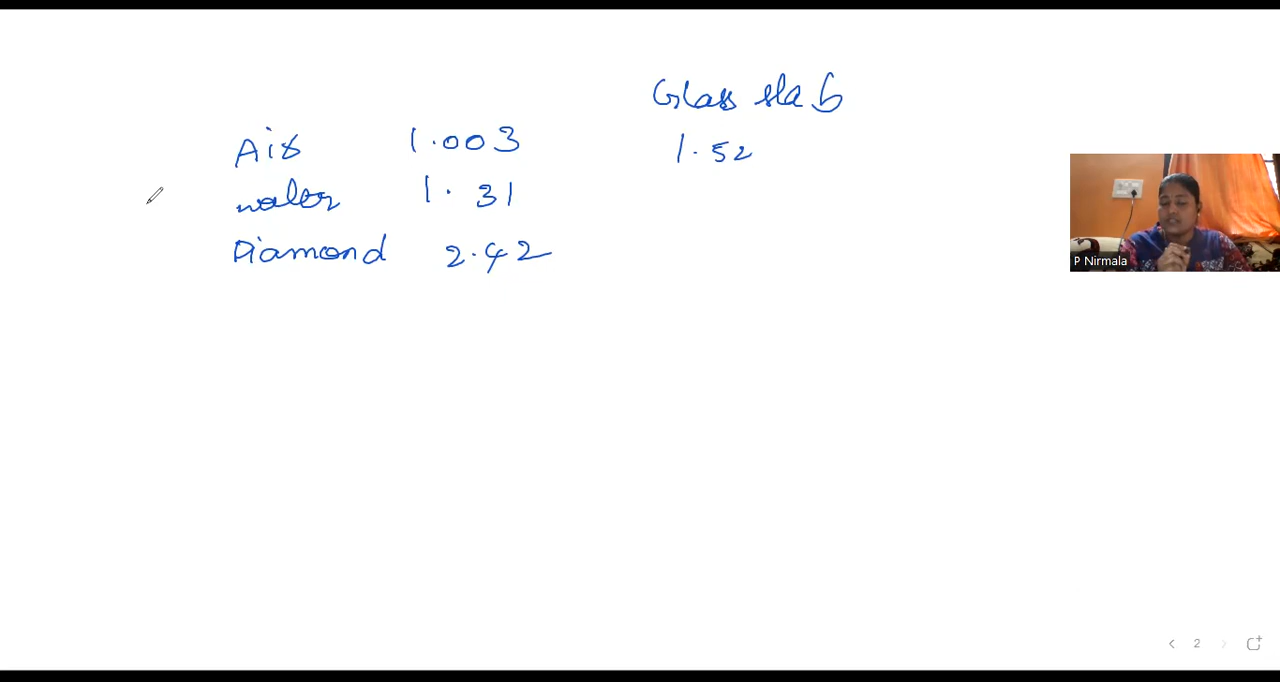 Glass slab
Air 1.003 1.52
water 1.31
Diamond 2.42
P Nirmala
2